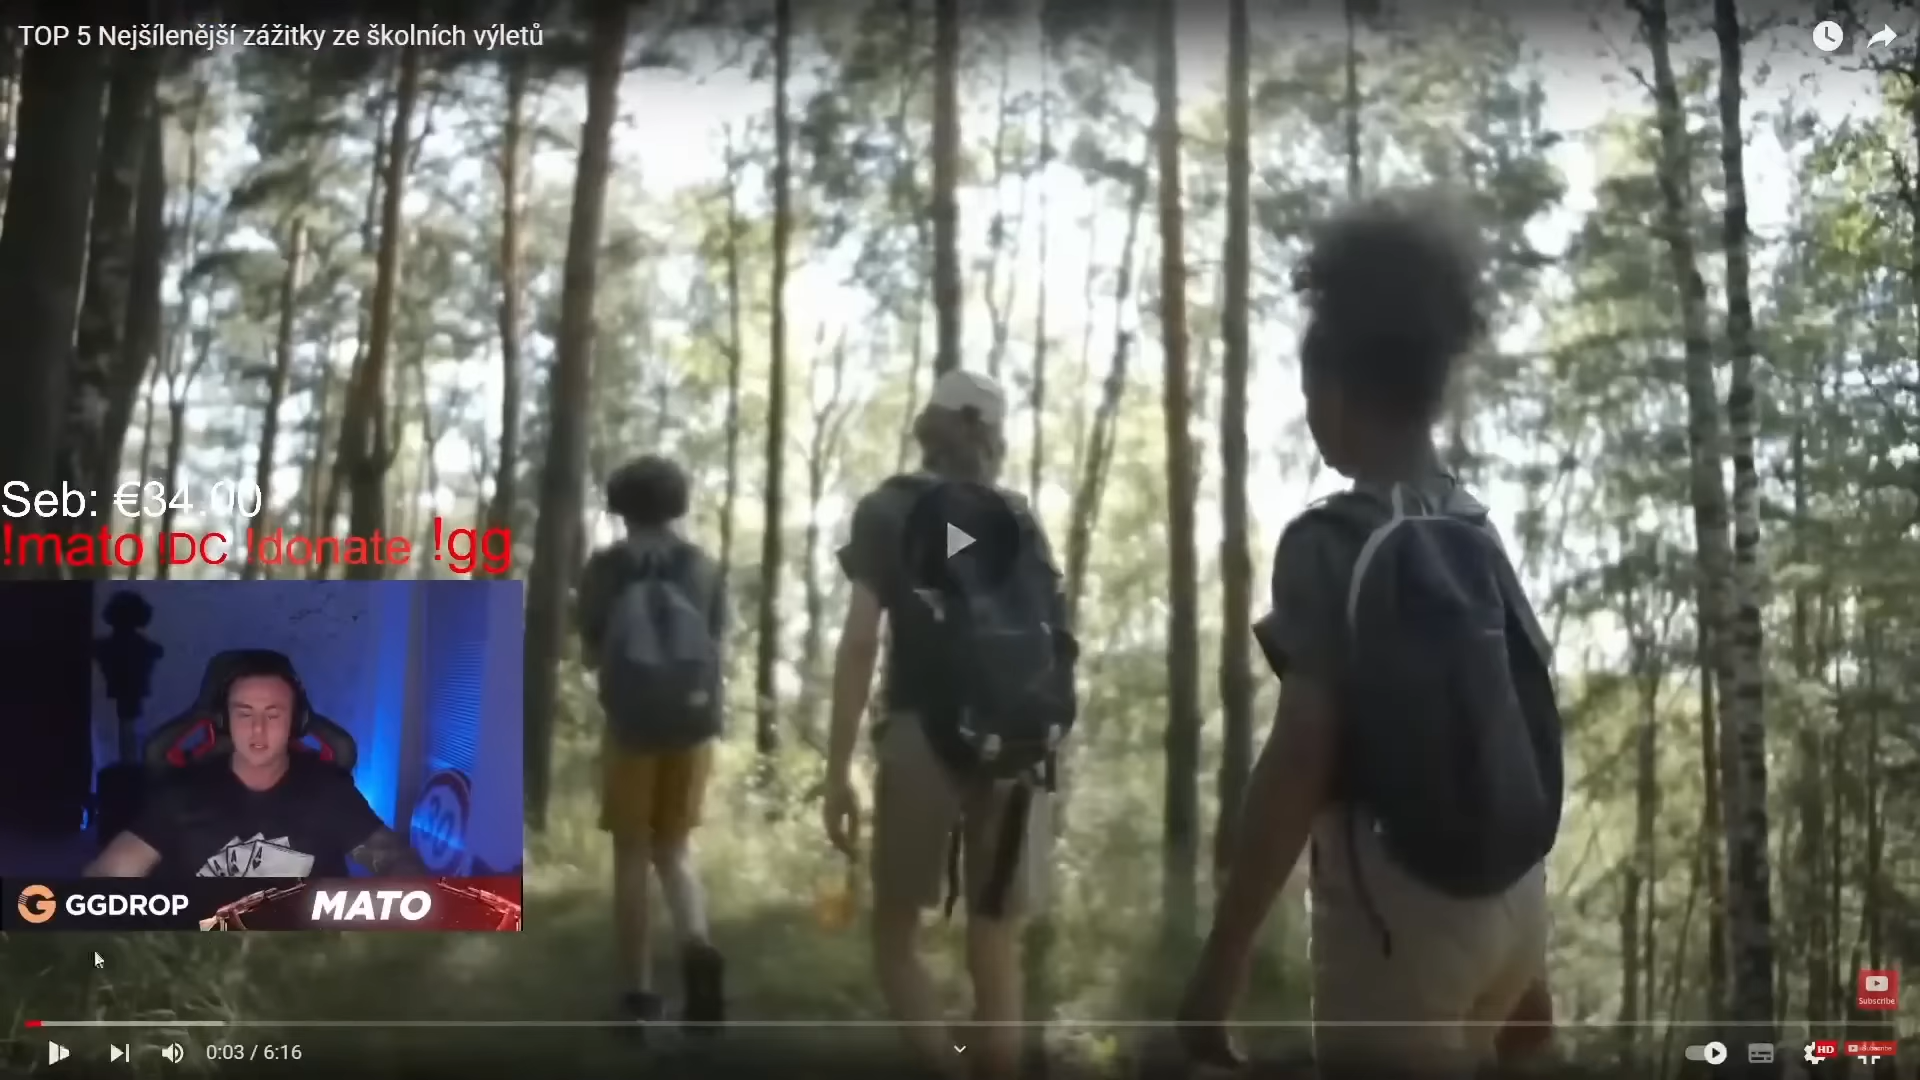 TOP 5 Nejšílenější zážitky ze školních výletů
Seb: €34.00
!mato !DC !donate !gg
GGDROP MATO
Subscribe
0:03 / 6:16
HD